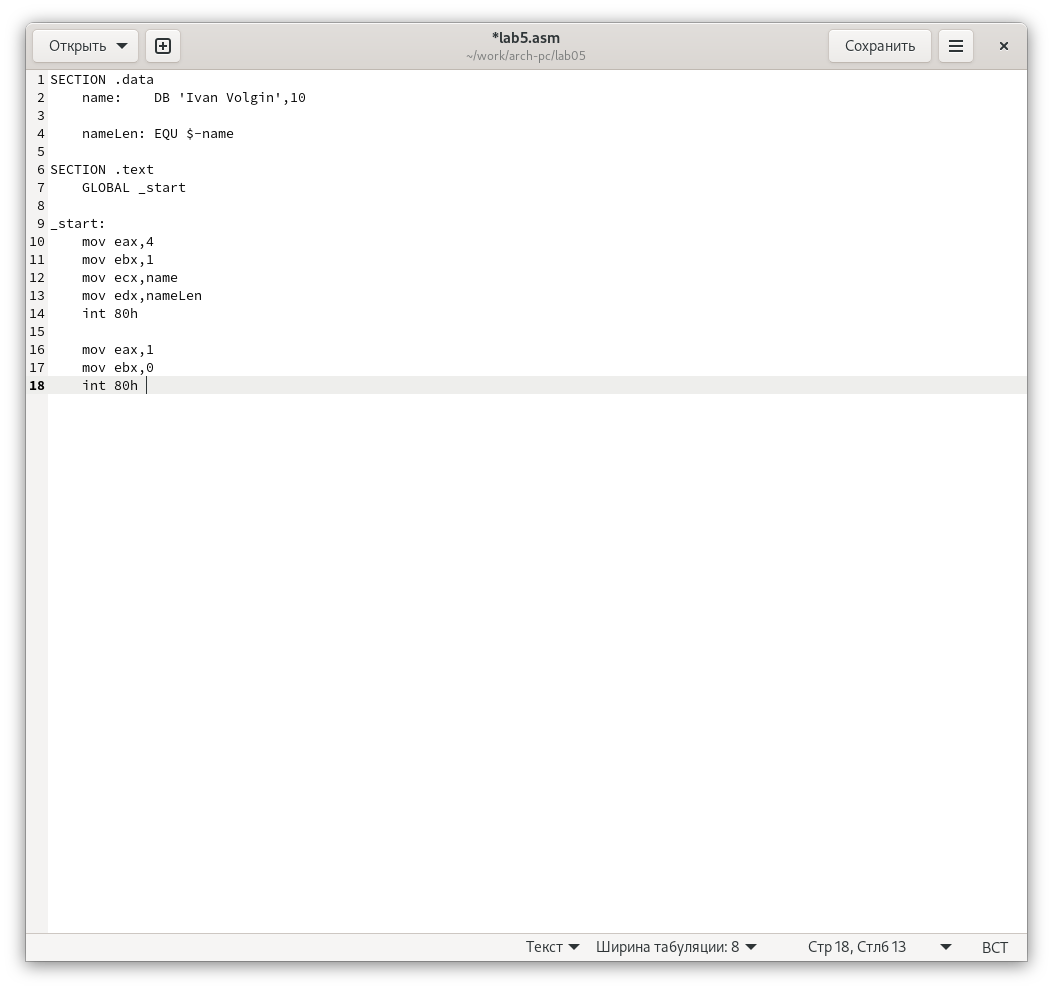 Открыть
*lab5.asm
~/work/arch-pc/lab05
Сохранить
1 SECTION .data
2     name:    DB 'Ivan Volgin',10
3
4     nameLen: EQU $-name
5
6 SECTION .text
7     GLOBAL _start
8
9 _start:
10     mov eax,4
11     mov ebx,1
12     mov ecx,name
13     mov edx,nameLen
14     int 80h
15
16     mov eax,1
17     mov ebx,0
18     int 80h
Текст Ширина табуляции: 8 Стр 18, Стлб 13 ВСТ